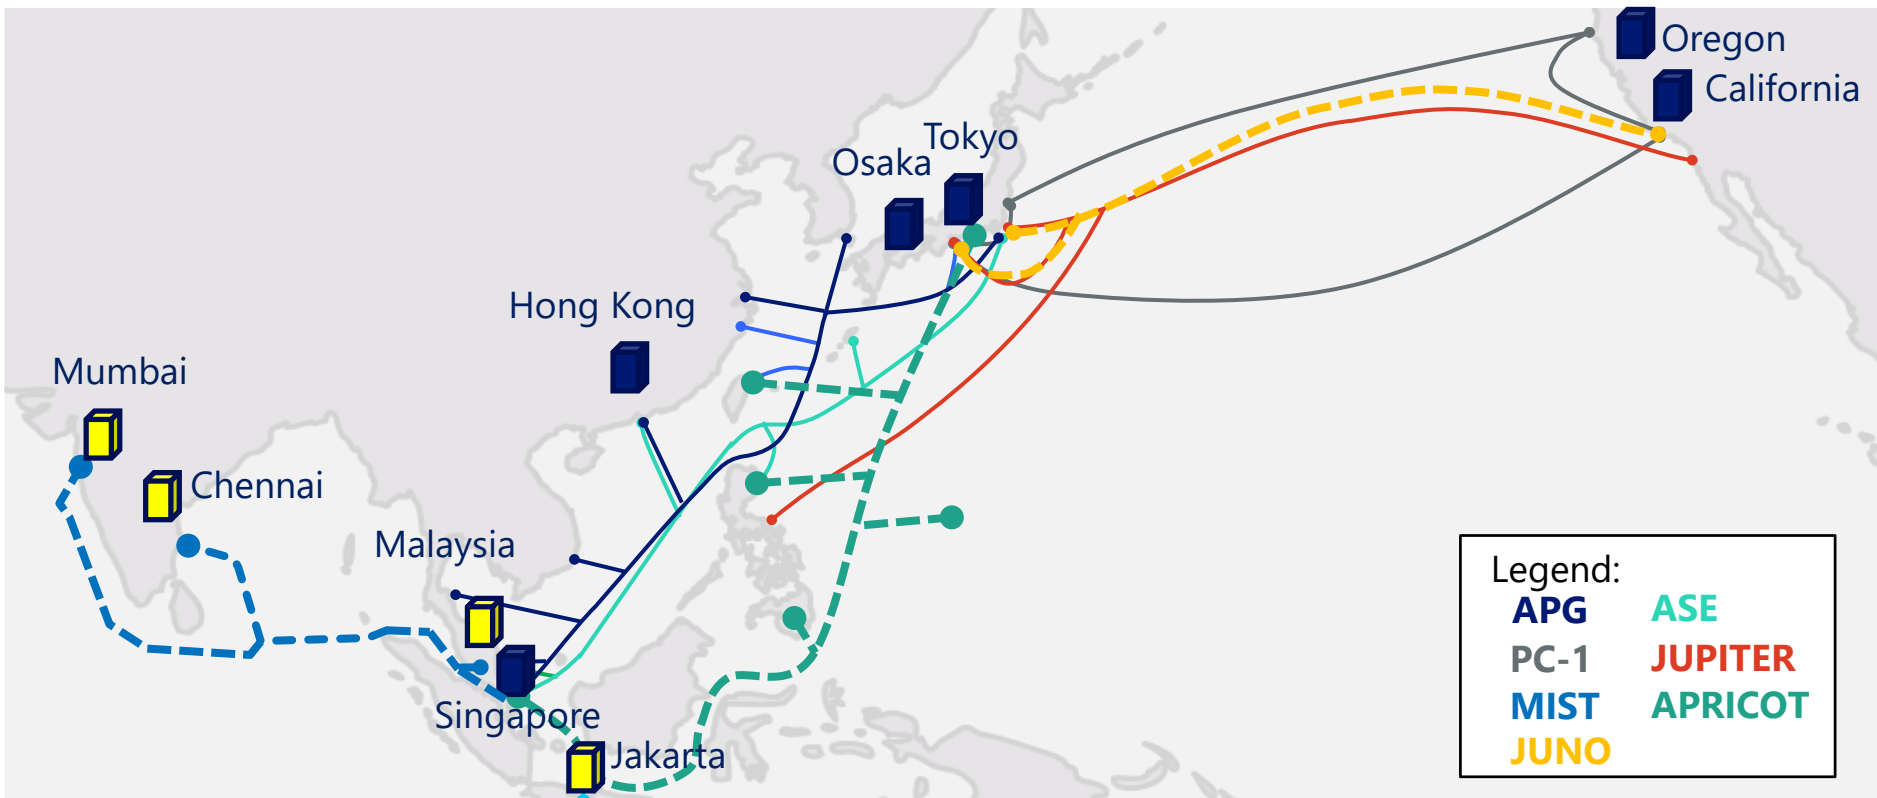 Oregon
California
Tokyo
Osaka
Hong Kong
Mumbai
Chennai
Malaysia
Singapore
Jakarta
Legend:
APG ASE
PC-1 JUPITER
MIST APRICOT
JUNO